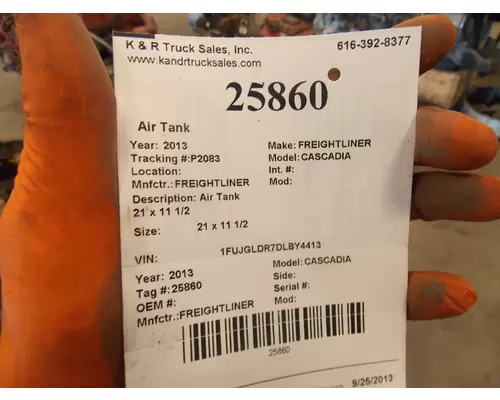 K & R Truck Sales, Inc. 616-392-8377
www.kandrtrucksales.com
25860
Air Tank
Year: 2013 Make: FREIGHTLINER
Tracking #:P2083 Model: CASCADIA
Location: Int. #:
Mnfctr.:FREIGHTLINER Mod:
Description: Air Tank
21 x 11 1/2
Size: 21 x 11 1/2
VIN: 1FUJGLDR7DLBY4413
Year: 2013 Model: CASCADIA
Tag #:25860 Side:
OEM #: Serial #:
Mnfctr.:FREIGHTLINER Mod:
25860
9/25/2013